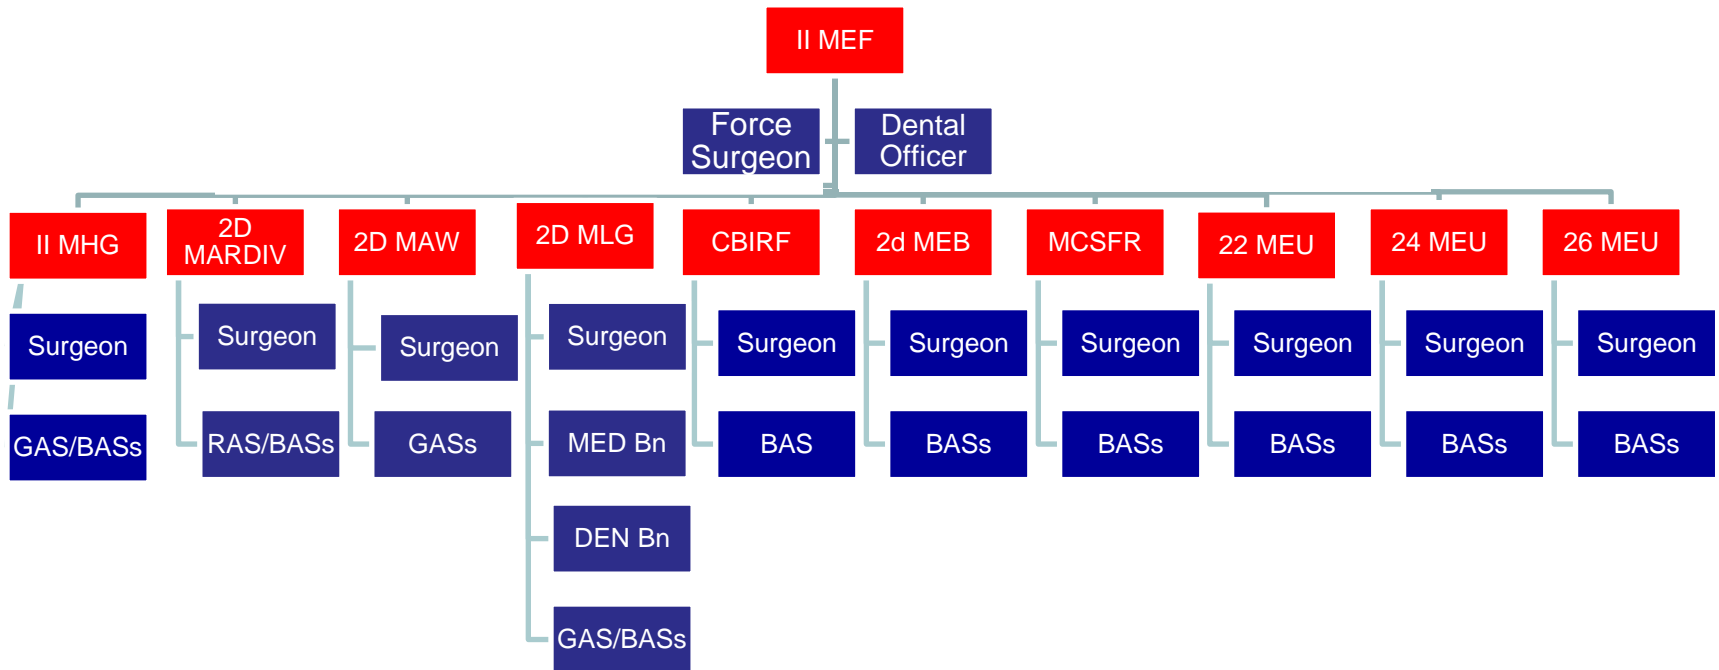 II MEF
Force
Surgeon
Dental
Officer
II MHG
2D
MARDIV
2D MAW
2D MLG
CBIRF
2d MEB
MCSFR
22 MEU
24 MEU
26 MEU
Surgeon
Surgeon
Surgeon
Surgeon
Surgeon
Surgeon
Surgeon
Surgeon
Surgeon
Surgeon
GAS/BASs
RAS/BASs
GASs
MED Bn
BAS
BASs
BASs
BASs
BASs
BASs
DEN Bn
GAS/BASs